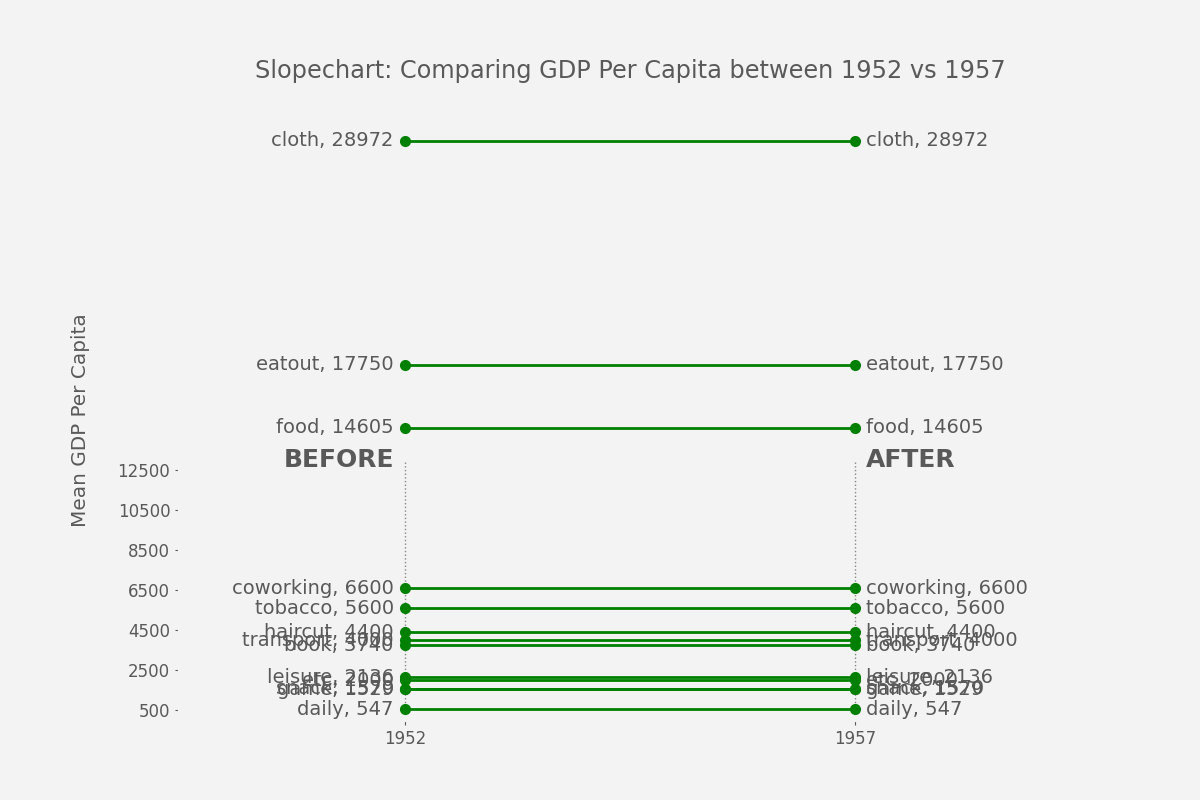 Slopechart: Comparing GDP Per Capita between 1952 vs 1957
cloth, 28972
cloth, 28972
eatout, 17750
eatout, 17750
food, 14605
food, 14605
BEFORE
AFTER
Mean GDP Per Capita
12500
10500
8500
6500
4500
2500
500
coworking, 6600
coworking, 6600
tobacco, 5600
tobacco, 5600
haircut, 4400
haircut, 4400
transport, 4000
transport, 4000
book, 3740
book, 3740
leisure, 2136
leisure, 2136
etc, 2000
etc, 2000
snack, 1570
snack, 1570
game, 1529
game, 1529
daily, 547
daily, 547
1952
1957